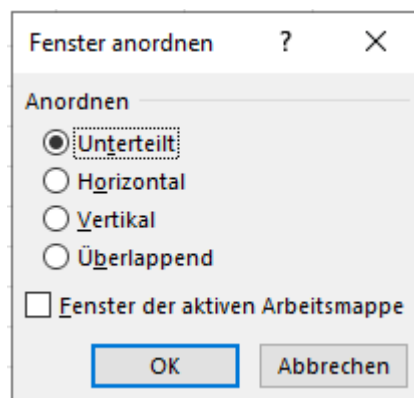 Fenster anordnen ?
Anordnen
Unterteilt
Horizontal
Vertikal
Überlappend
Fenster der aktiven Arbeitsmappe
OK Abbrechen